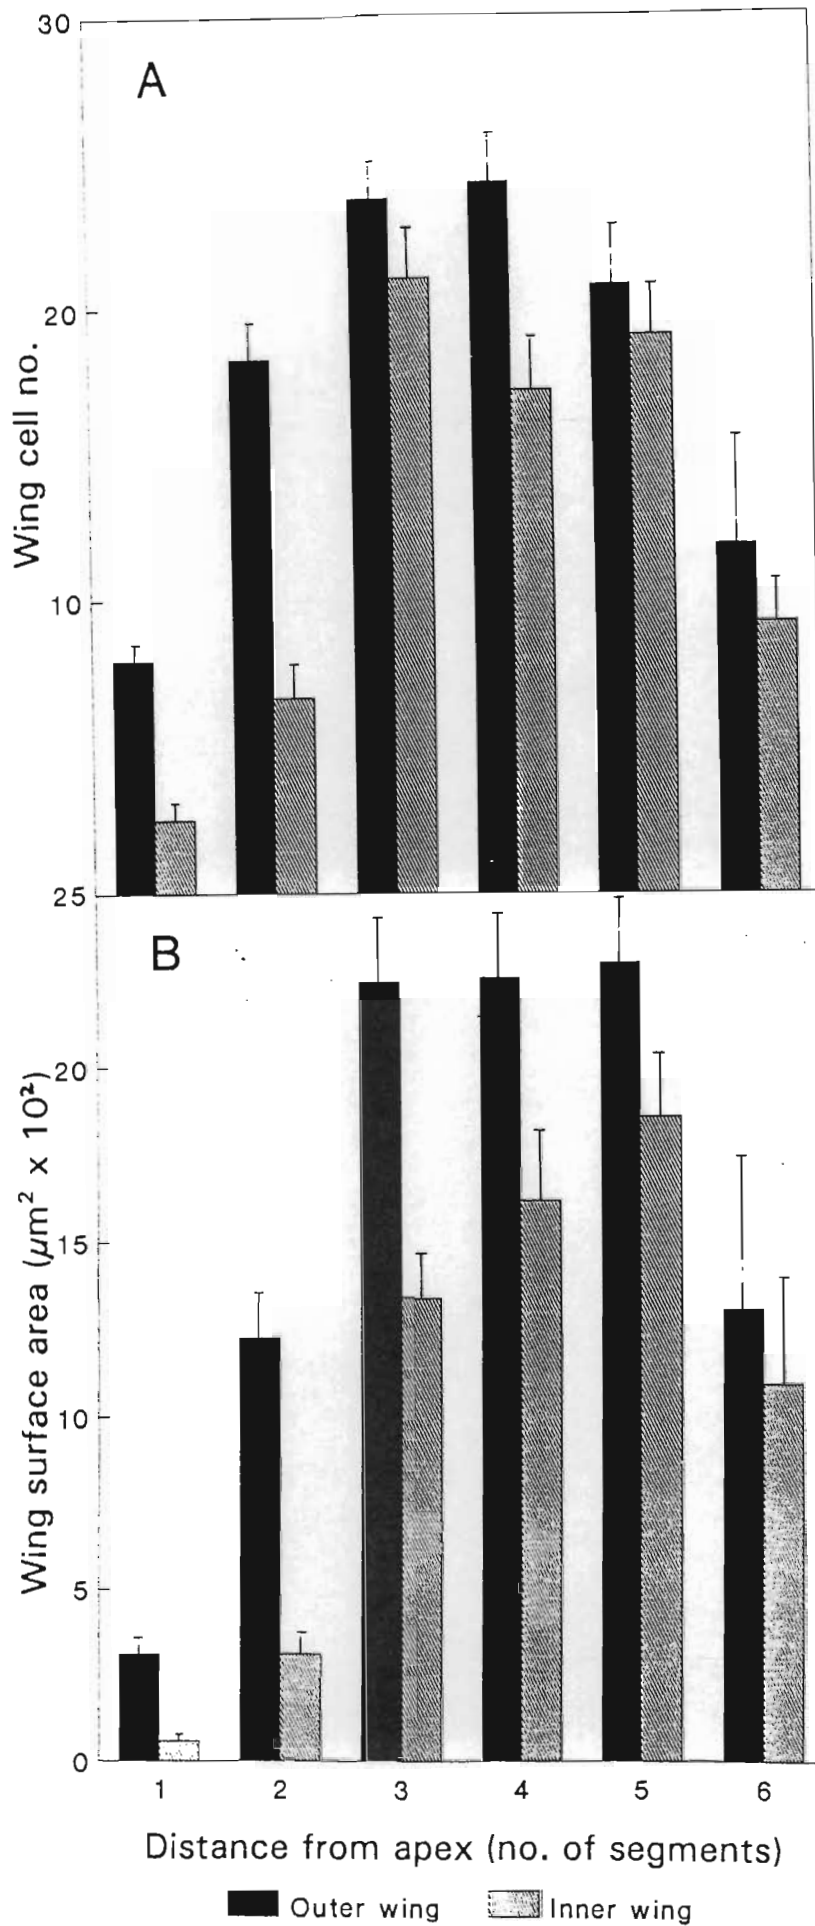 30
A
20
10
Wing cell no.
25
B
20
15
10
5
0
Wing surface area (μm² x 10²)
1 2 3 4 5 6
Distance from apex (no. of segments)
Outer wing Inner wing